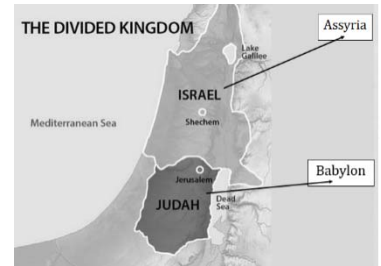 THE DIVIDED KINGDOM
Assyria
Lake
Galilee
ISRAEL
Shechem
Mediterranean Sea
Jerusalem
Babylon
JUDAH
Dead
Sea